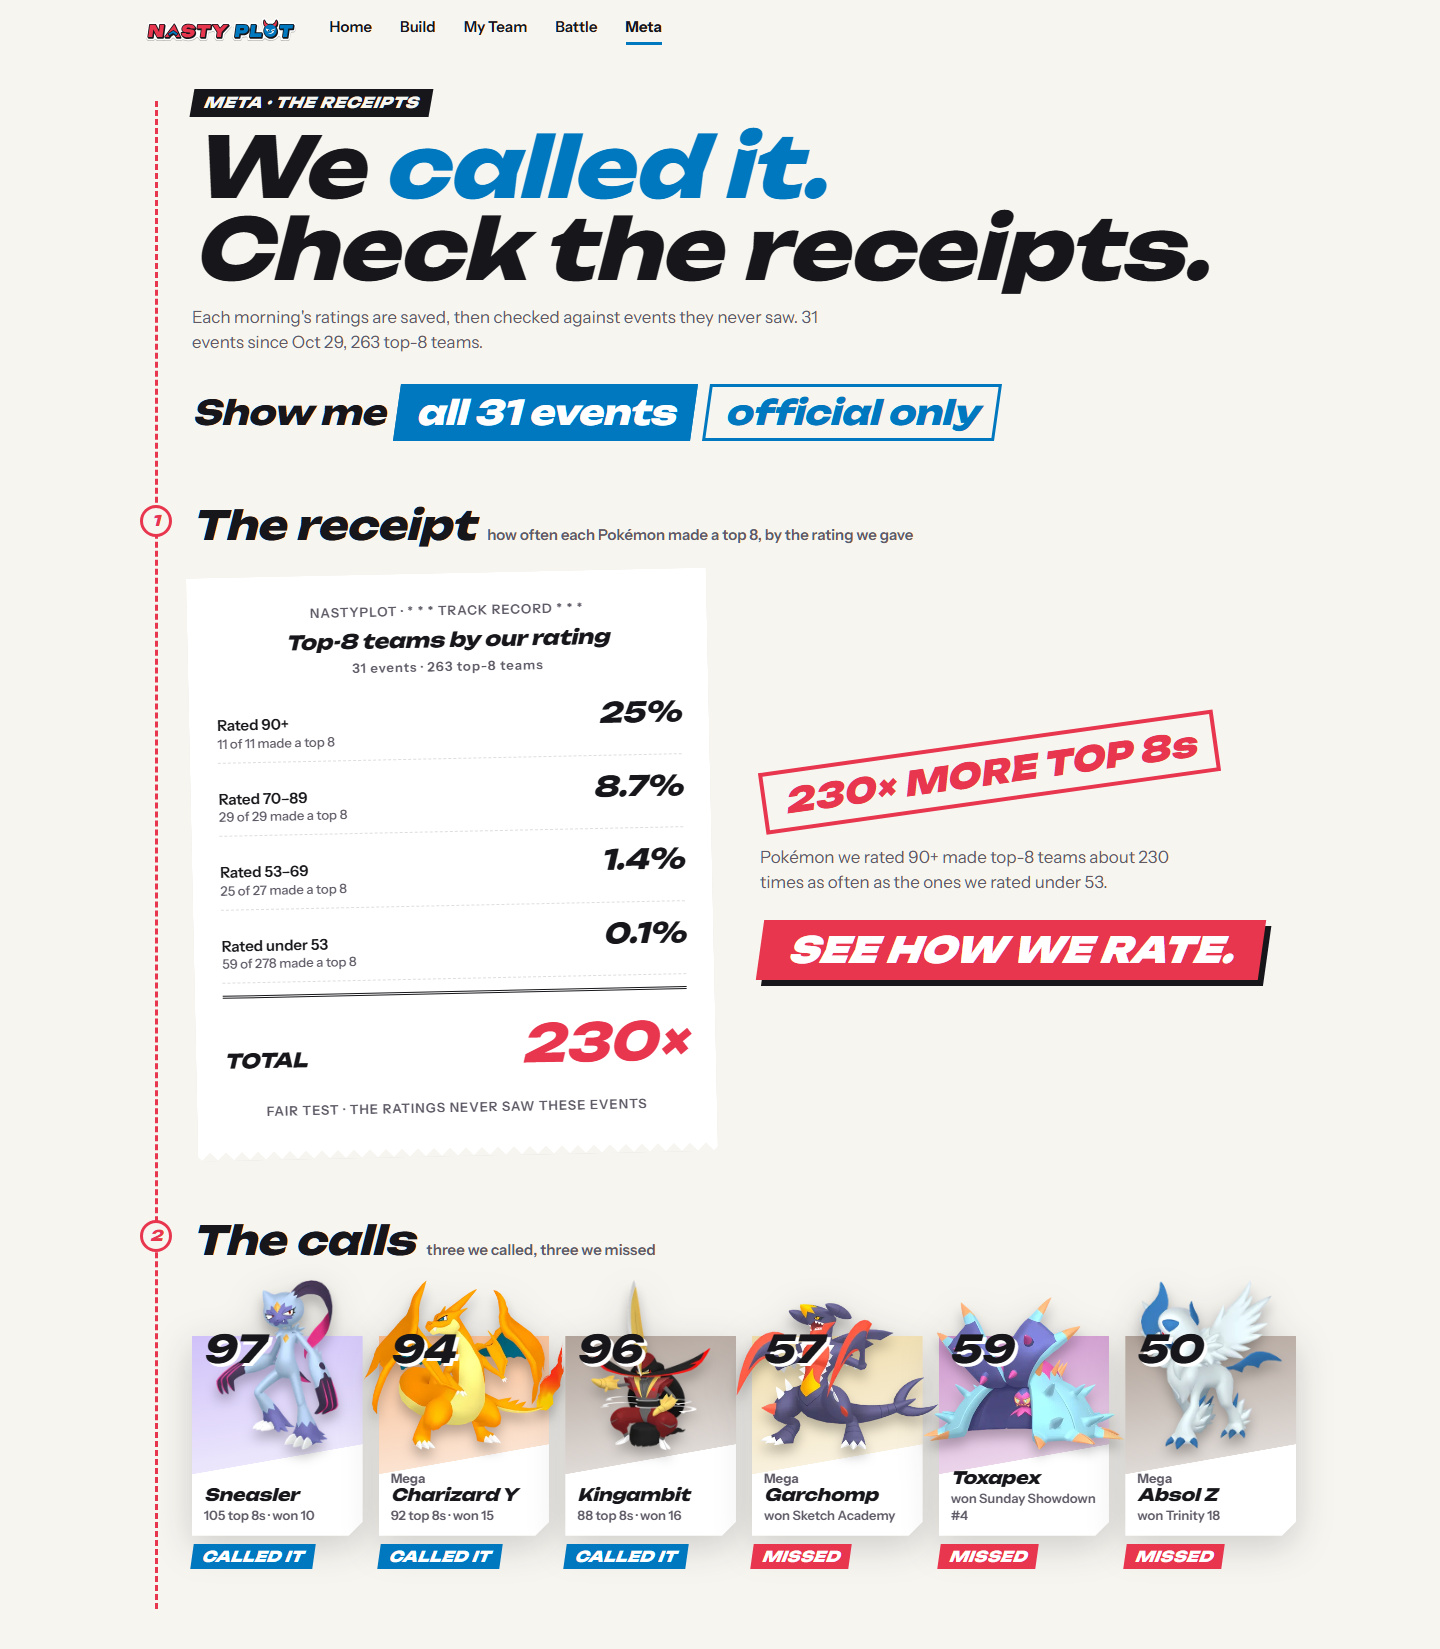 NASTY PLOT
Home Build My Team Battle Meta
META · THE RECEIPTS
We called it.
Check the receipts.
Each morning's ratings are saved, then checked against events they never saw. 31
events since Oct 29, 263 top-8 teams.
Show me all 31 events official only
1 The receipt how often each Pokémon made a top 8, by the rating we gave
NASTYPLOT · * * * TRACK RECORD * * *
Top-8 teams by our rating
31 events · 263 top-8 teams
Rated 90+ 25%
11 of 11 made a top 8
Rated 70–89 8.7%
29 of 29 made a top 8
Rated 53–69 1.4%
25 of 27 made a top 8
Rated under 53 0.1%
59 of 278 made a top 8
TOTAL 230×
FAIR TEST · THE RATINGS NEVER SAW THESE EVENTS
230× MORE TOP 8s
Pokémon we rated 90+ made top-8 teams about 230
times as often as the ones we rated under 53.
SEE HOW WE RATE.
2 The calls three we called, three we missed
97
Sneasler
105 top 8s · won 10
CALLED IT
94
Mega
Charizard Y
92 top 8s · won 15
CALLED IT
96
Kingambit
88 top 8s · won 16
CALLED IT
57
Mega
Garchomp
won Sketch Academy
MISSED
59
Toxapex
won Sunday Showdown
#4
MISSED
50
Mega
Absol Z
won Trinity 18
MISSED